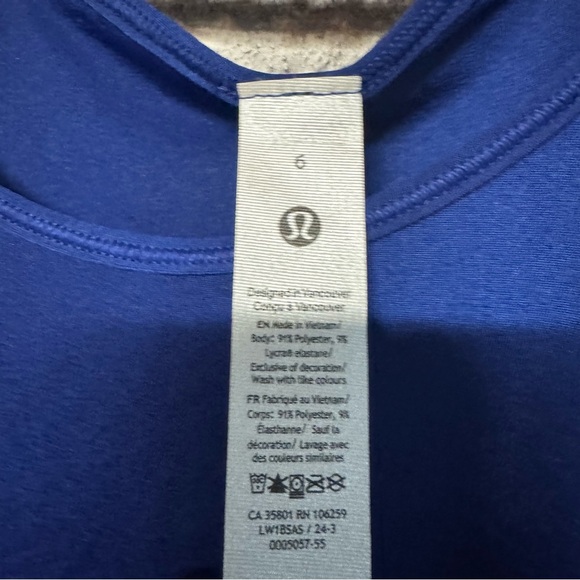 6
Designed in Vancouver
Conçu à Vancouver
EN Made in Vietnam/
Body: 91% Polyester, 9%
Lycra® elastane/
Exclusive of decoration/
Wash with like colours
FR Fabriqué au Vietnam/
Corps: 91% Polyester, 9%
Élasthanne/ Sauf la
décoration/ Lavage avec
des couleurs similaires
CA 35801 RN 106259
LW1BSAS / 24-3
0005057-55